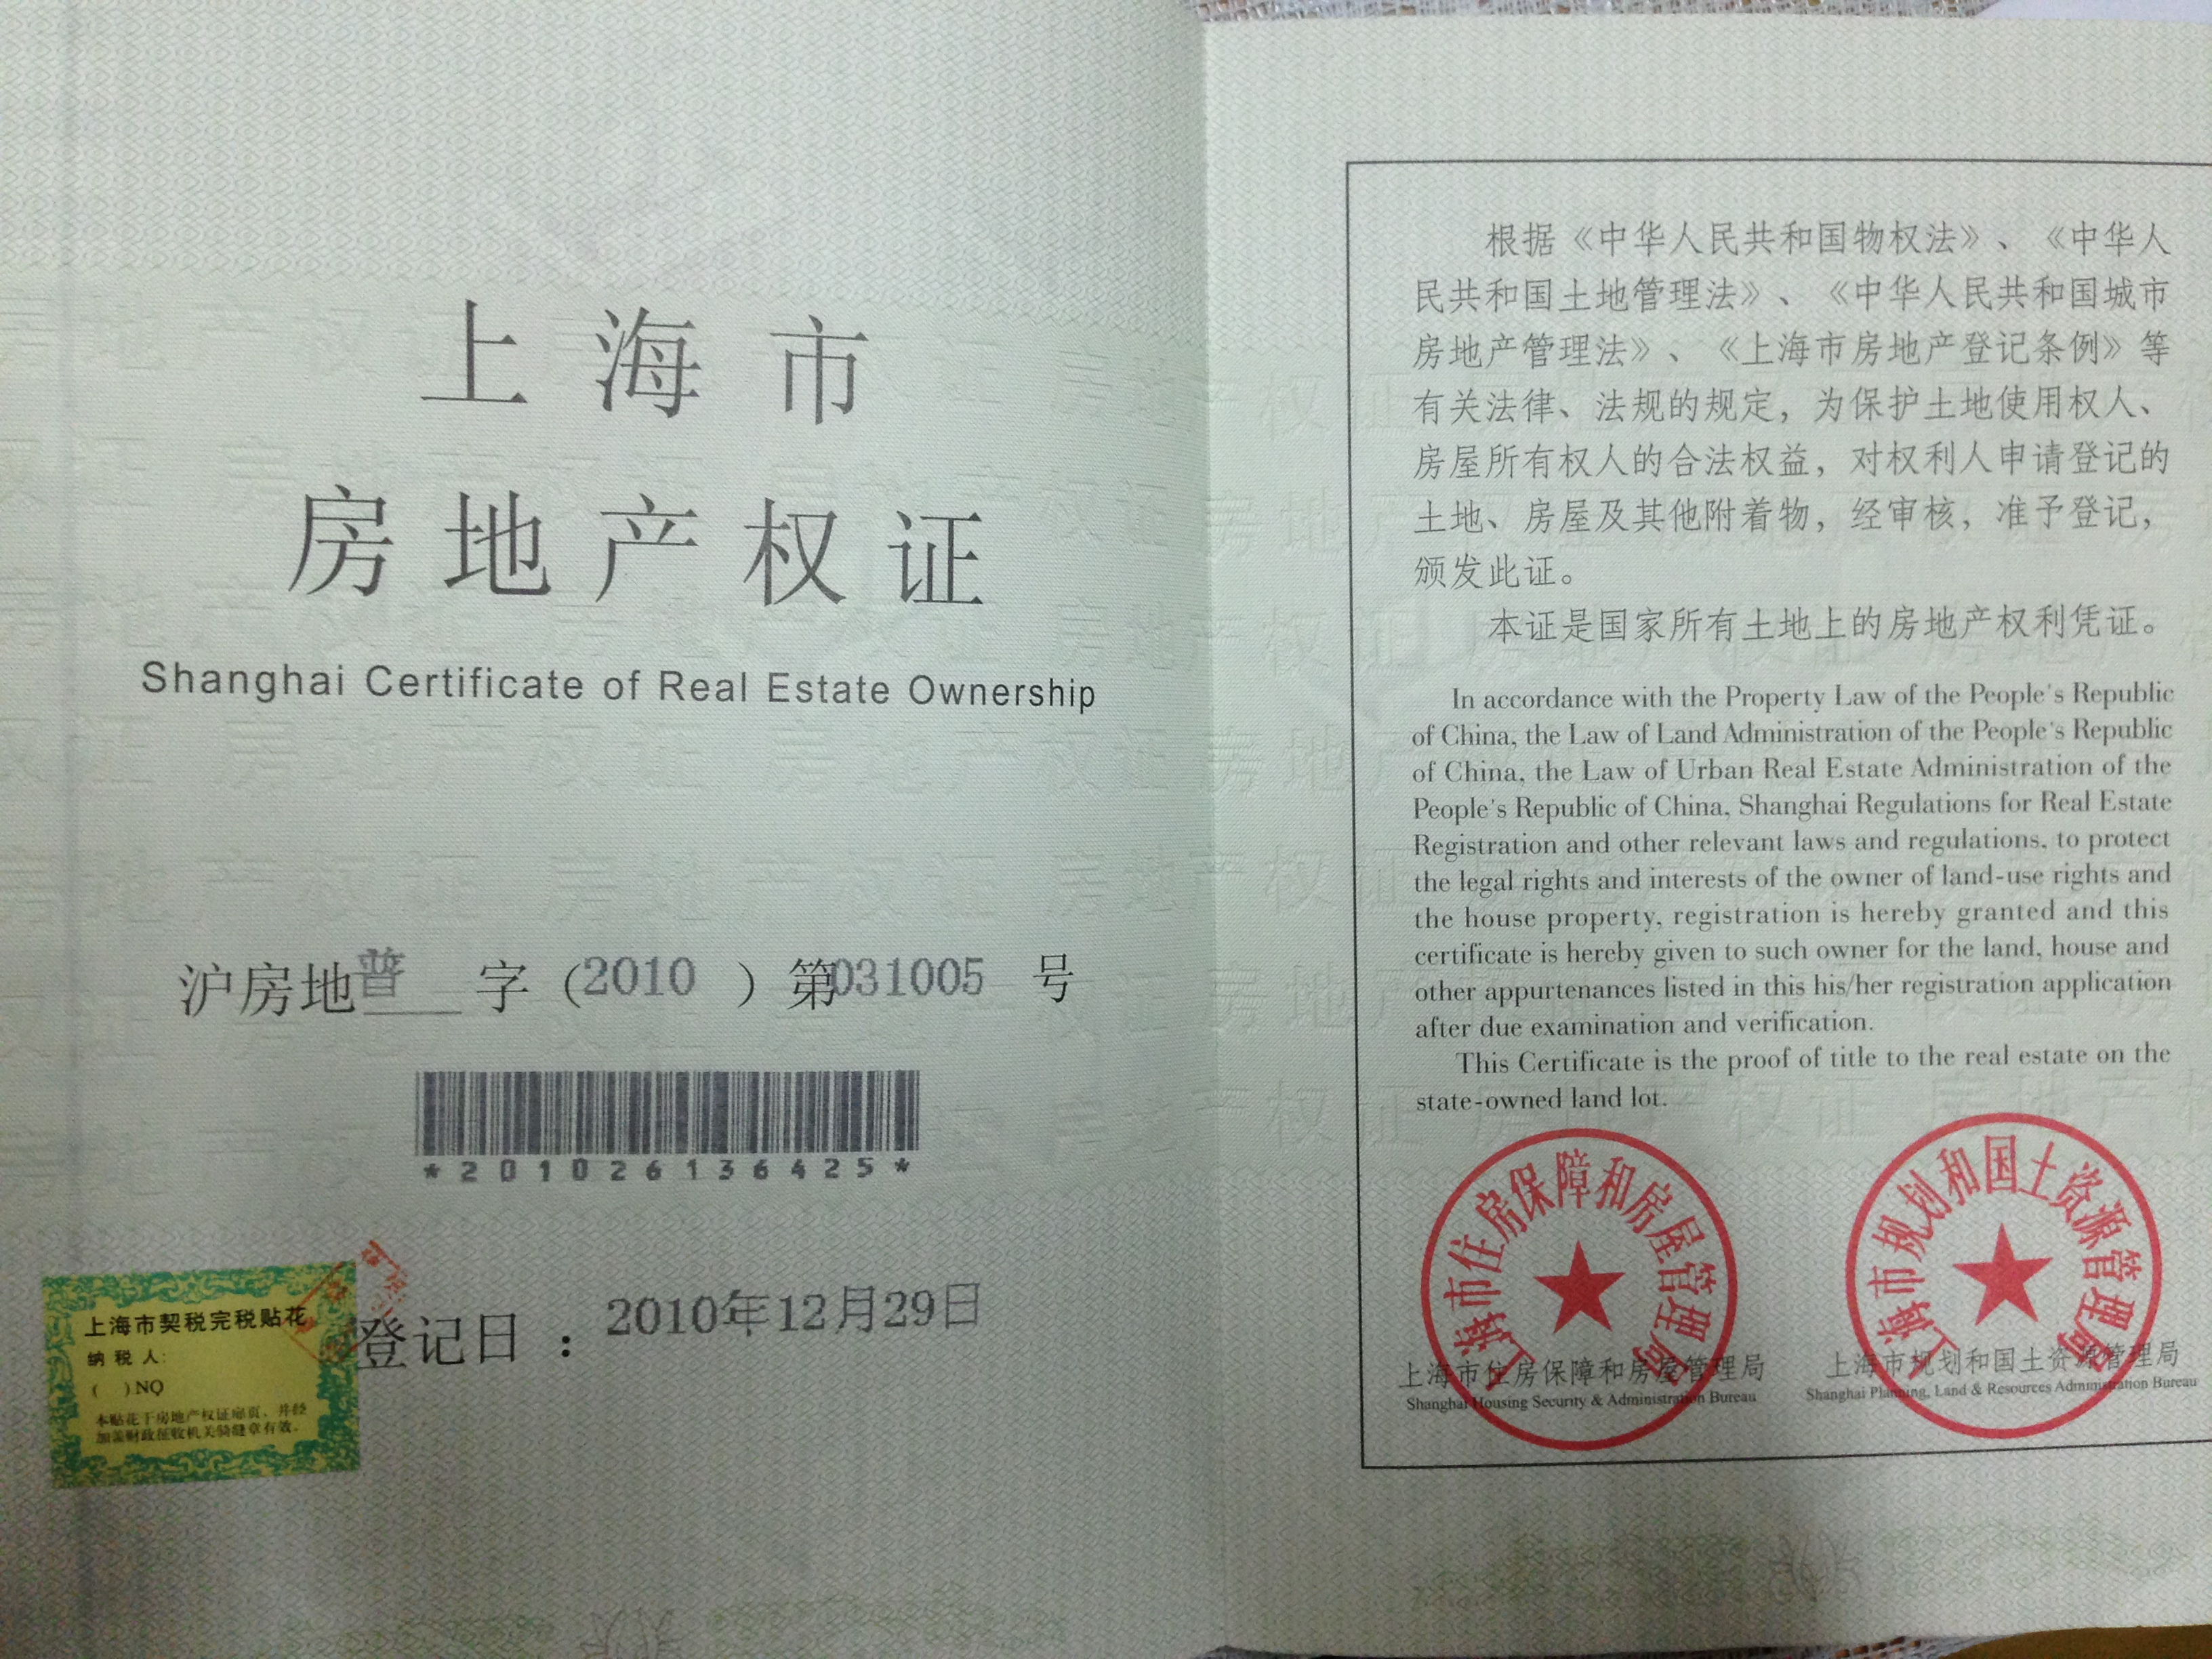 上海市
房地产权证
Shanghai Certificate of Real Estate Ownership
沪房地普 字(2010 )第031005 号
*201026136425*
登记日: 2010年12月29日
上海市契税完税贴花
纳税人:
( )NO
本贴花于房地产权证扉页、并经
加盖财政征收机关骑缝章有效。
根据《中华人民共和国物权法》、《中华人
民共和国土地管理法》、《中华人民共和国城市
房地产管理法》、《上海市房地产登记条例》等
有关法律、法规的规定,为保护土地使用权人、
房屋所有权人的合法权益,对权利人申请登记的
土地、房屋及其他附着物,经审核,准予登记,
颁发此证。
本证是国家所有土地上的房地产权利凭证。
In accordance with the Property Law of the People's Republic
of China, the Law of Land Administration of the People's Republic
of China, the Law of Urban Real Estate Administration of the
People's Republic of China, Shanghai Regulations for Real Estate
Registration and other relevant laws and regulations, to protect
the legal rights and interests of the owner of land-use rights and
the house property, registration is hereby granted and this
certificate is hereby given to such owner for the land, house and
other appurtenances listed in this his/her registration application
after due examination and verification.
This Certificate is the proof of title to the real estate on the
state-owned land lot.
上海市住房保障和房屋管理局
Shanghai Housing Security & Administration Bureau
上海市住房保障和房屋管理局
上海市规划和国土资源管理局
Shanghai Planning, Land & Resources Administration Bureau
上海市规划和国土资源管理局